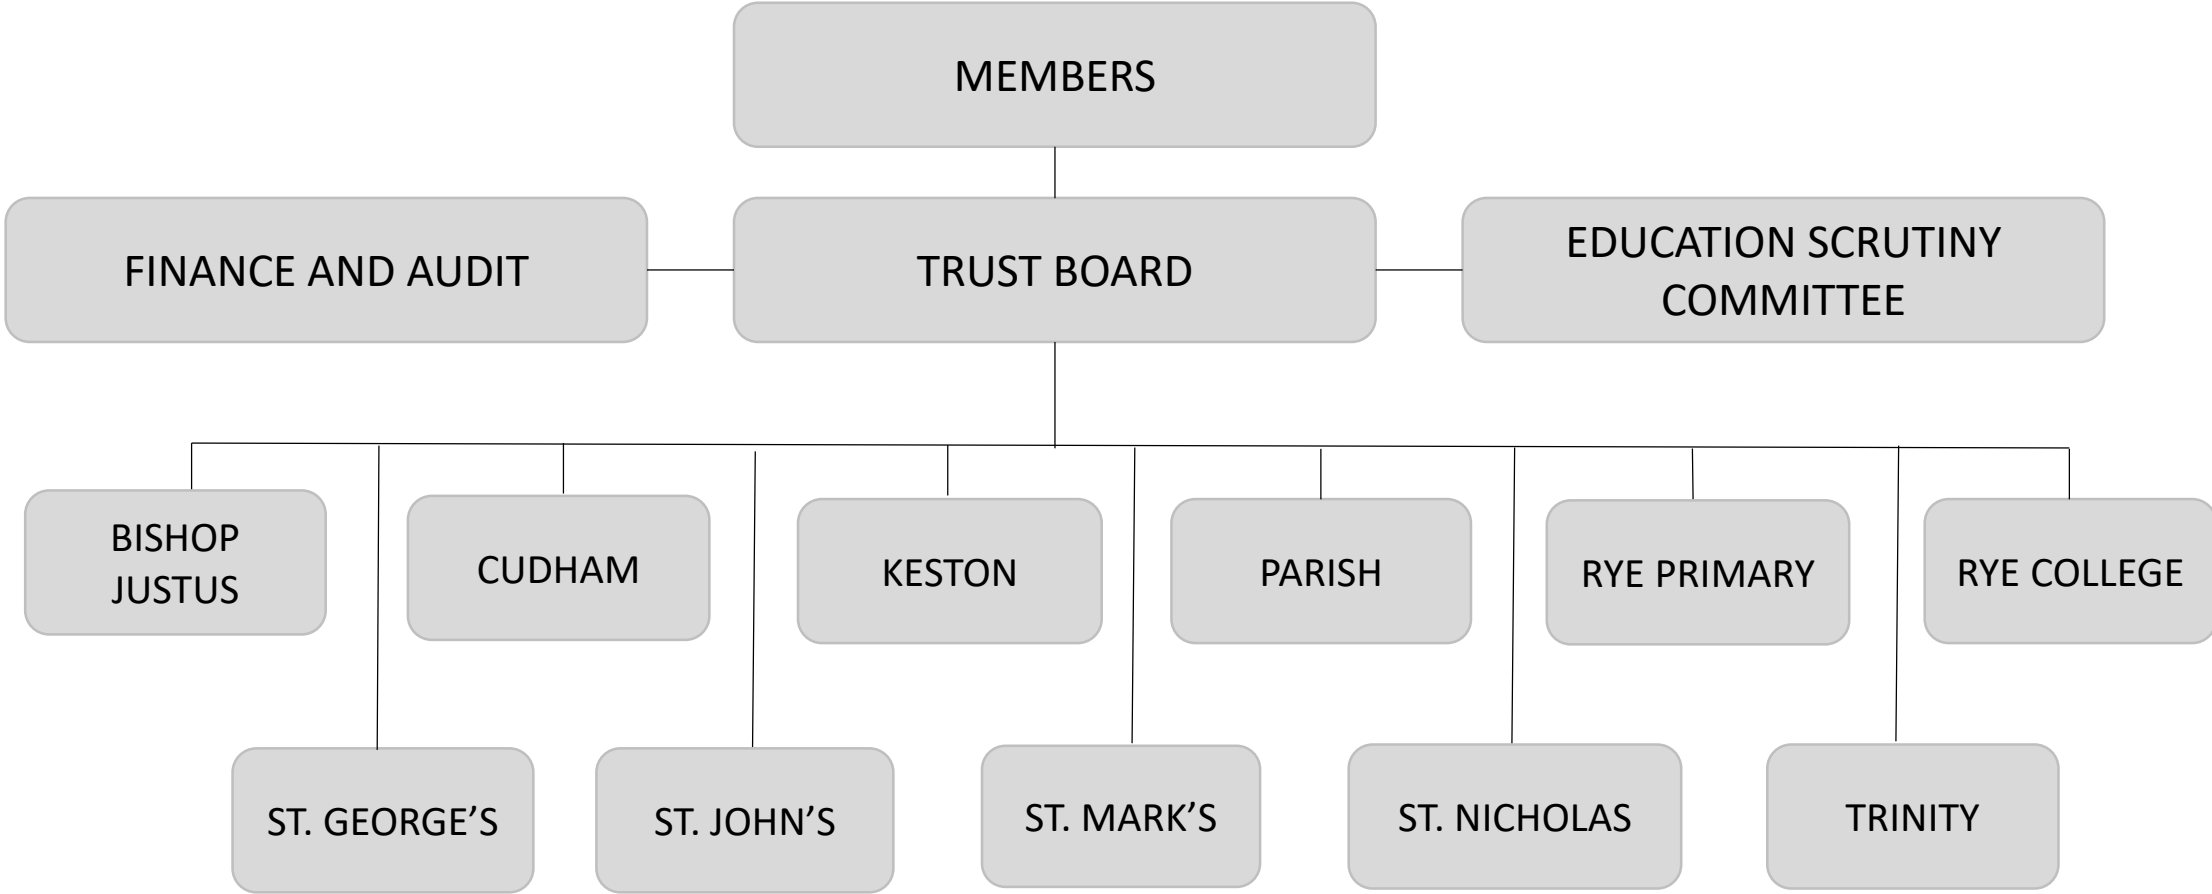 MEMBERS
FINANCE AND AUDIT
TRUST BOARD
EDUCATION SCRUTINY
COMMITTEE
BISHOP
JUSTUS
CUDHAM
KESTON
PARISH
RYE PRIMARY
RYE COLLEGE
ST. GEORGE’S
ST. JOHN’S
ST. MARK’S
ST. NICHOLAS
TRINITY